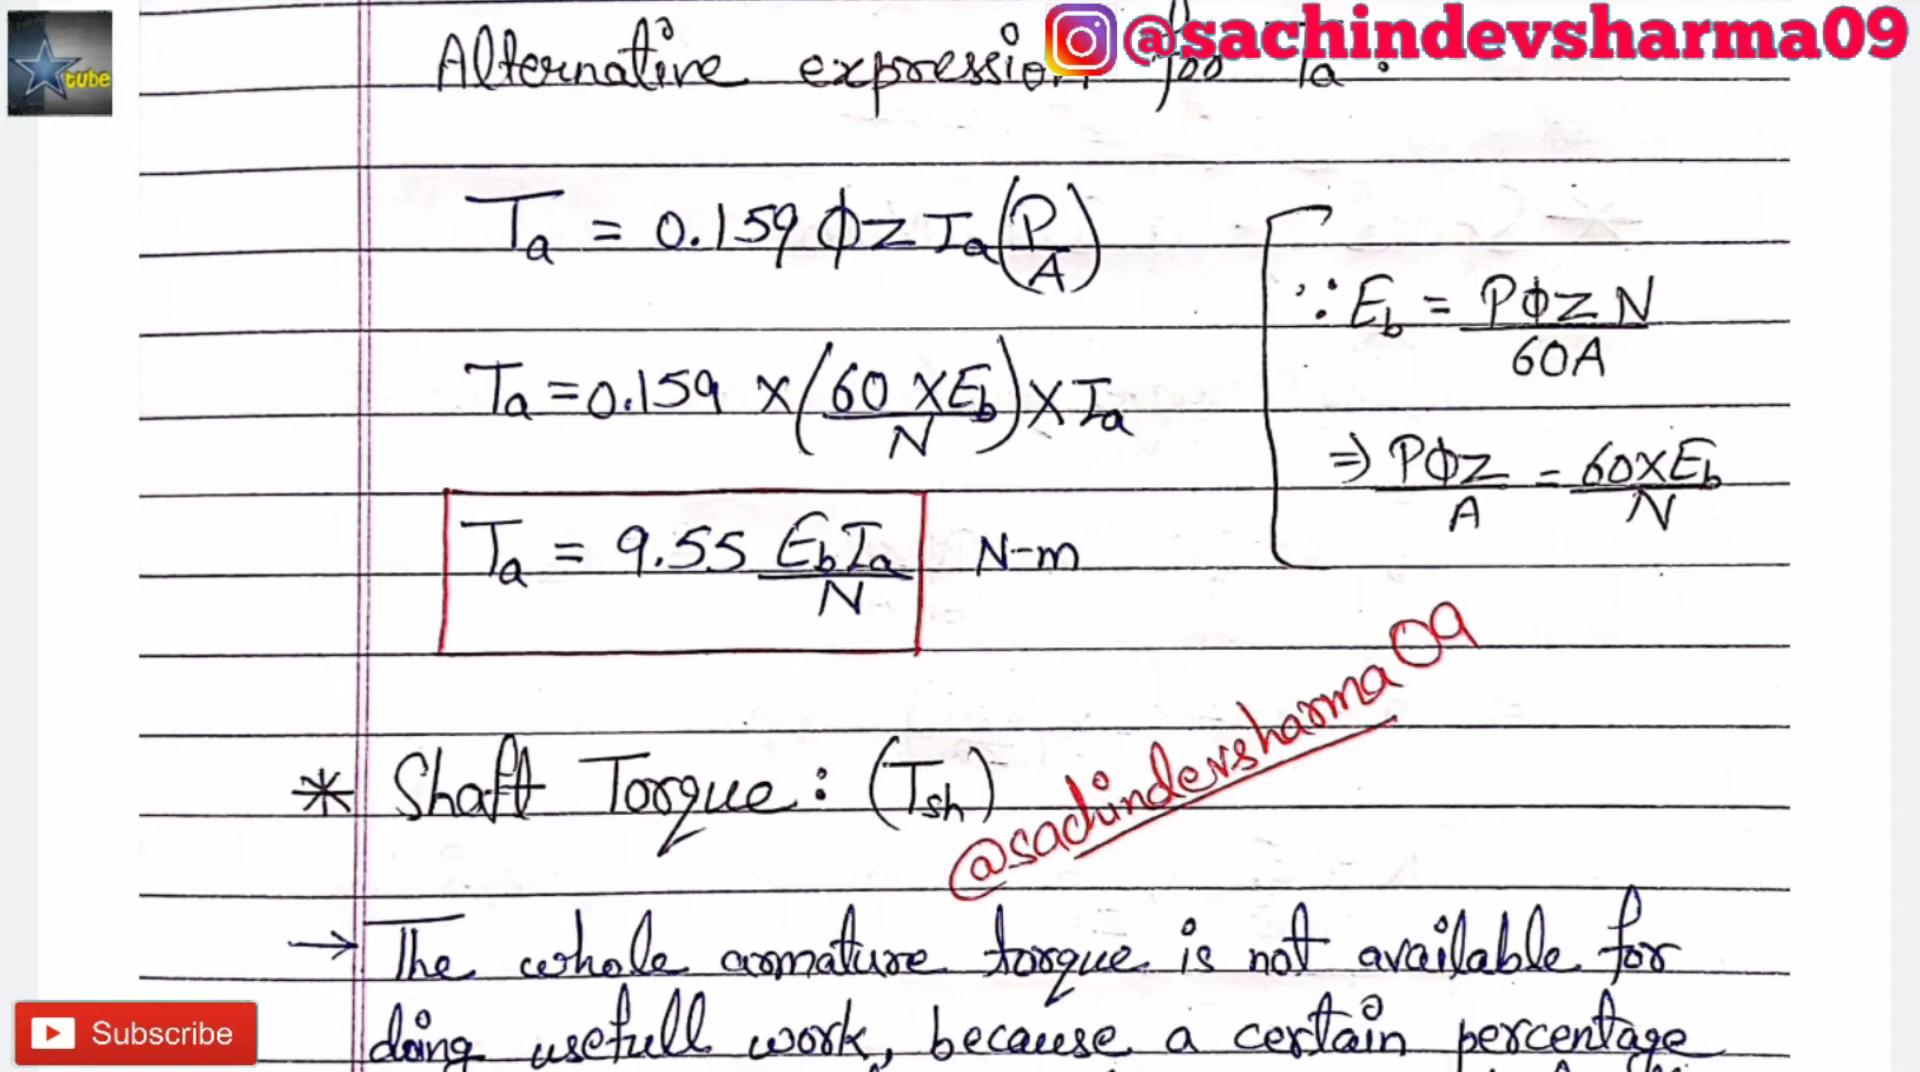 @sachindevsharma09
tube
Alternative expression for Ta :
Ta = 0.159 ΦZ Ia (P/A)
∵ Eb = PΦZN/60A
Ta = 0.159 × (60 × Eb/N) × Ia
⇒ PΦZ/A = 60×Eb/N
Ta = 9.55 EbIa/N N-m
@sachindevsharma09
* Shaft Torque : (Tsh)
→ The whole armature torque is not available for
doing usefull work, because a certain percentage
Subscribe